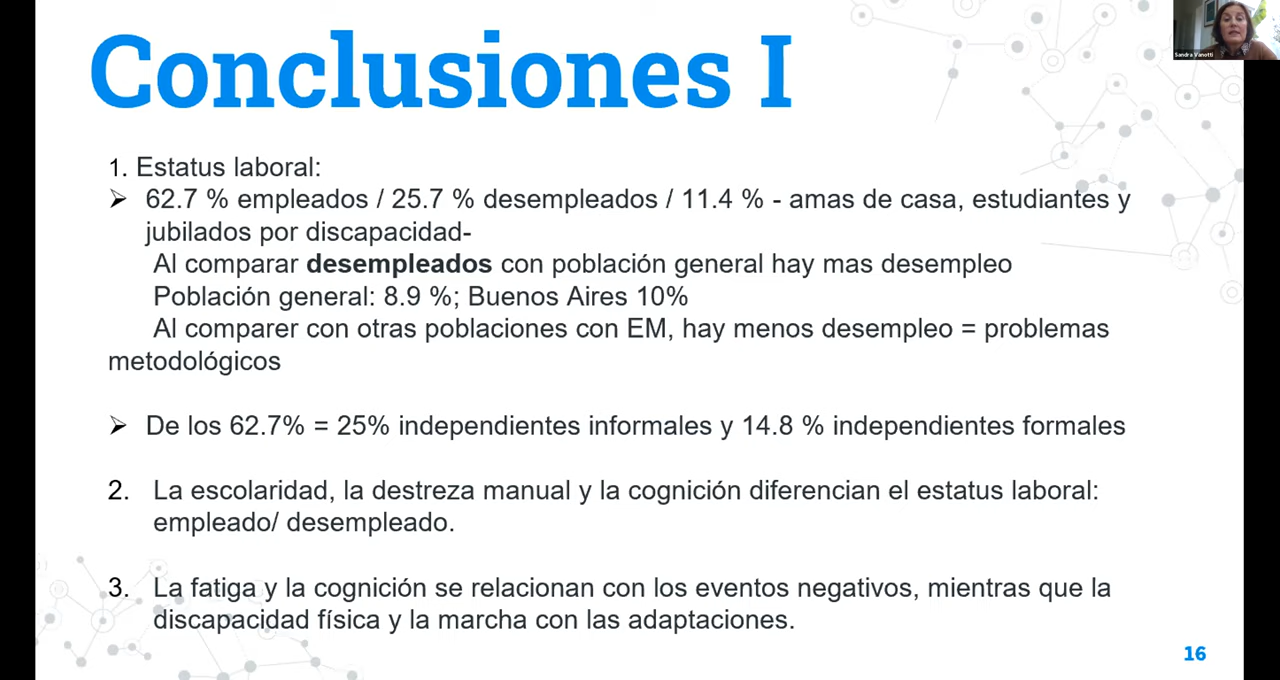 Conclusiones I
Sandra Vanotti
1. Estatus laboral:
➢ 62.7 % empleados / 25.7 % desempleados / 11.4 % - amas de casa, estudiantes y
jubilados por discapacidad-
Al comparar desempleados con población general hay mas desempleo
Población general: 8.9 %; Buenos Aires 10%
Al comparer con otras poblaciones con EM, hay menos desempleo = problemas
metodológicos
➢ De los 62.7% = 25% independientes informales y 14.8 % independientes formales
2. La escolaridad, la destreza manual y la cognición diferencian el estatus laboral:
empleado/ desempleado.
3. La fatiga y la cognición se relacionan con los eventos negativos, mientras que la
discapacidad física y la marcha con las adaptaciones.
16